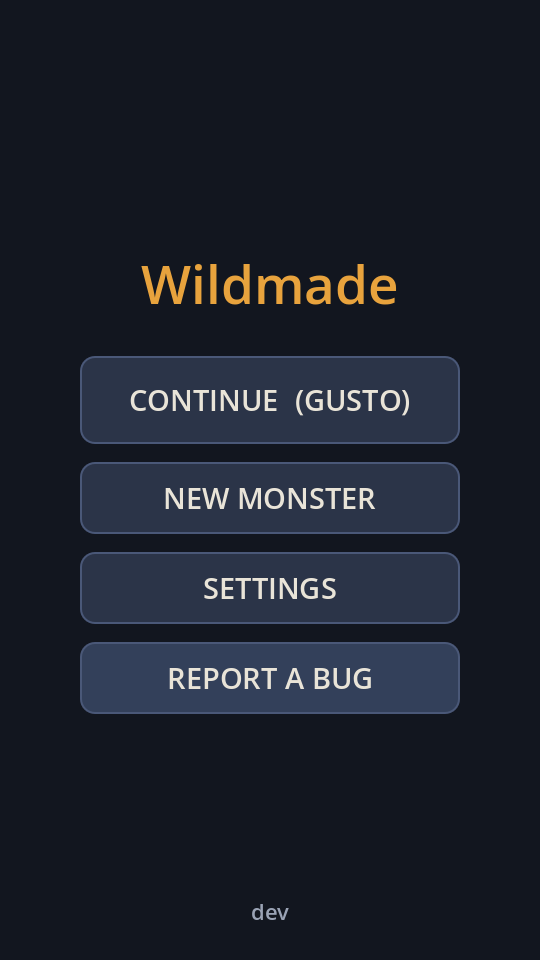 Wildmade
CONTINUE  (GUSTO)
NEW MONSTER
SETTINGS
REPORT A BUG
dev